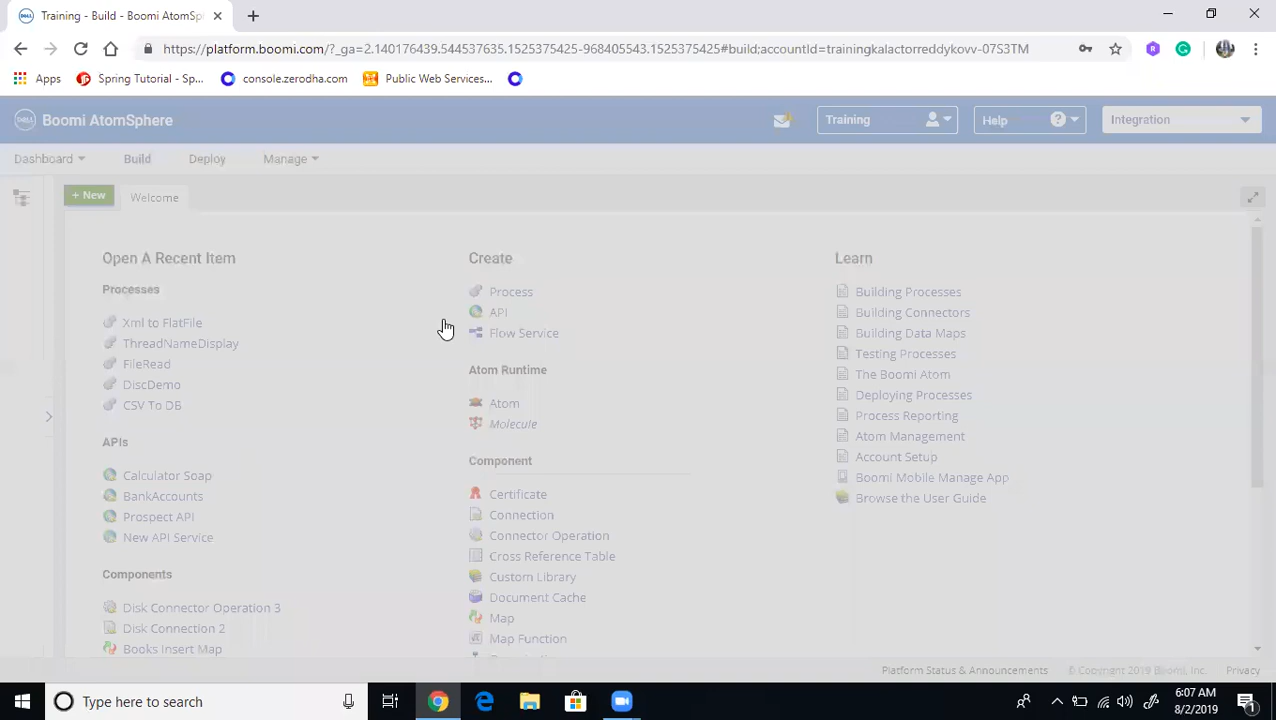 Training - Build - Boomi AtomSp
https://platform.boomi.com/?_ga=2.140176439.544537635.1525375425-968405543.1525375425#build;accountId=trainingkalactorreddykovv-07S3TM
Apps
Spring Tutorial - Sp...
console.zerodha.com
Public Web Services...
DELL
Boomi AtomSphere
Training
Help
Integration
Dashboard
Build
Deploy
Manage
+ New
Welcome
Open A Recent Item
Processes
Xml to FlatFile
ThreadNameDisplay
FileRead
DiscDemo
CSV To DB
APIs
Calculator Soap
BankAccounts
Prospect API
New API Service
Components
Disk Connector Operation 3
Disk Connection 2
Books Insert Map
Create
Process
API
Flow Service
Atom Runtime
Atom
Molecule
Component
Certificate
Connection
Connector Operation
Cross Reference Table
Custom Library
Document Cache
Map
Map Function
Learn
Building Processes
Building Connectors
Building Data Maps
Testing Processes
The Boomi Atom
Deploying Processes
Process Reporting
Atom Management
Account Setup
Boomi Mobile Manage App
Browse the User Guide
Platform Status & Announcements
© Copyright 2019 Boomi, Inc.
Privacy
Type here to search
6:07 AM
8/2/2019
1